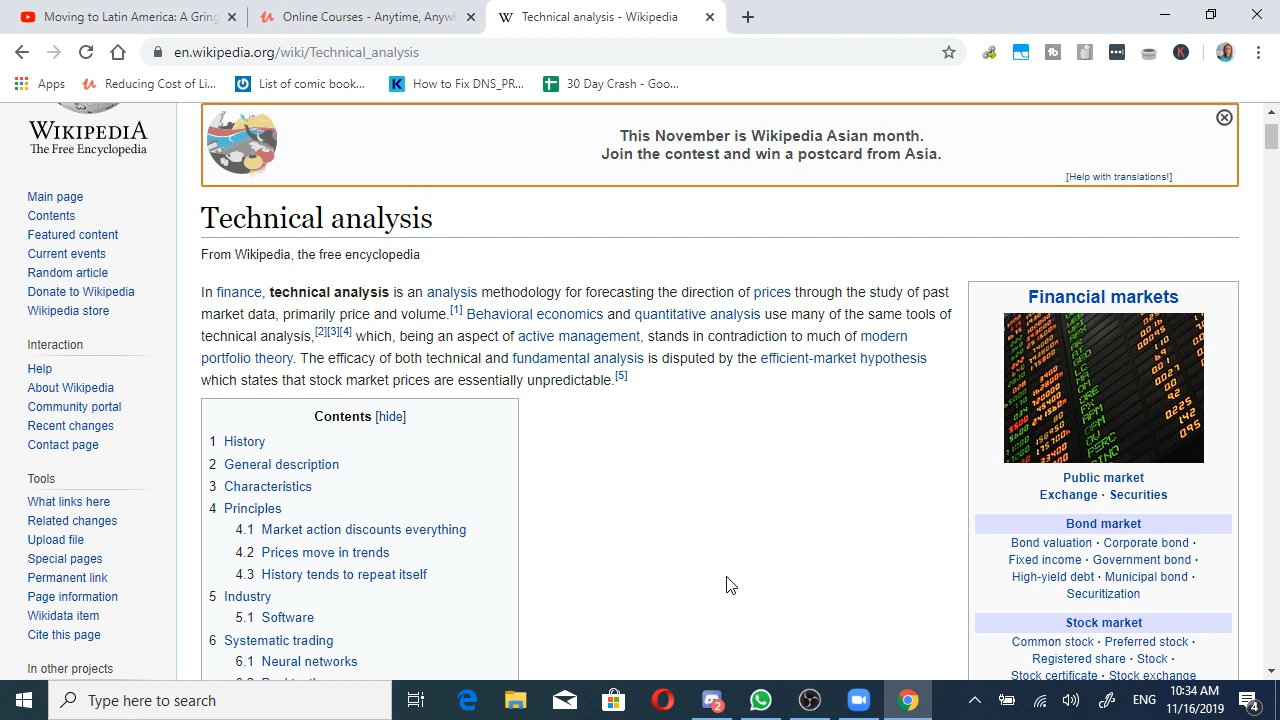 Moving to Latin America: A Gring
Online Courses - Anytime, Anywh
Technical analysis - Wikipedia
en.wikipedia.org/wiki/Technical_analysis
Apps
Reducing Cost of Li...
List of comic book...
How to Fix DNS_PR...
30 Day Crash - Goo...
WIKIPEDIA
The Free Encyclopedia
Main page
Contents
Featured content
Current events
Random article
Donate to Wikipedia
Wikipedia store
Interaction
Help
About Wikipedia
Community portal
Recent changes
Contact page
Tools
What links here
Related changes
Upload file
Special pages
Permanent link
Page information
Wikidata item
Cite this page
In other projects
This November is Wikipedia Asian month.
Join the contest and win a postcard from Asia.
[Help with translations!]
Technical analysis
From Wikipedia, the free encyclopedia
In finance, technical analysis is an analysis methodology for forecasting the direction of prices through the study of past
market data, primarily price and volume.[1] Behavioral economics and quantitative analysis use many of the same tools of
technical analysis,[2][3][4] which, being an aspect of active management, stands in contradiction to much of modern
portfolio theory. The efficacy of both technical and fundamental analysis is disputed by the efficient-market hypothesis
which states that stock market prices are essentially unpredictable.[5]
Contents [hide]
1 History
2 General description
3 Characteristics
4 Principles
4.1 Market action discounts everything
4.2 Prices move in trends
4.3 History tends to repeat itself
5 Industry
5.1 Software
6 Systematic trading
6.1 Neural networks
Financial markets
Public market
Exchange · Securities
Bond market
Bond valuation · Corporate bond ·
Fixed income · Government bond ·
High-yield debt · Municipal bond ·
Securitization
Stock market
Common stock · Preferred stock ·
Registered share · Stock ·
Stock certificate · Stock exchange
Type here to search
2
ENG
10:34 AM
11/16/2019
4